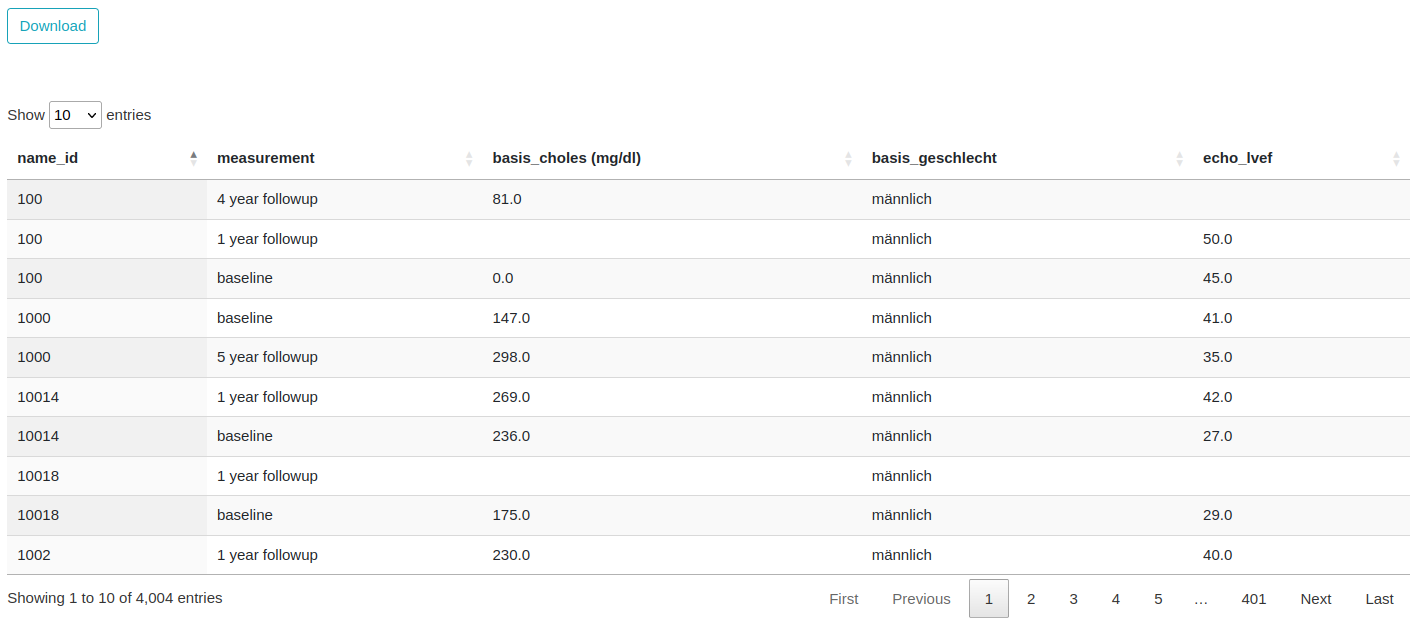 Download
Show 10 entries
name_id measurement basis_choles (mg/dl) basis_geschlecht echo_lvef
100 4 year followup 81.0 männlich
100 1 year followup männlich 50.0
100 baseline 0.0 männlich 45.0
1000 baseline 147.0 männlich 41.0
1000 5 year followup 298.0 männlich 35.0
10014 1 year followup 269.0 männlich 42.0
10014 baseline 236.0 männlich 27.0
10018 1 year followup männlich
10018 baseline 175.0 männlich 29.0
1002 1 year followup 230.0 männlich 40.0
Showing 1 to 10 of 4,004 entries First Previous 1 2 3 4 5 … 401 Next Last